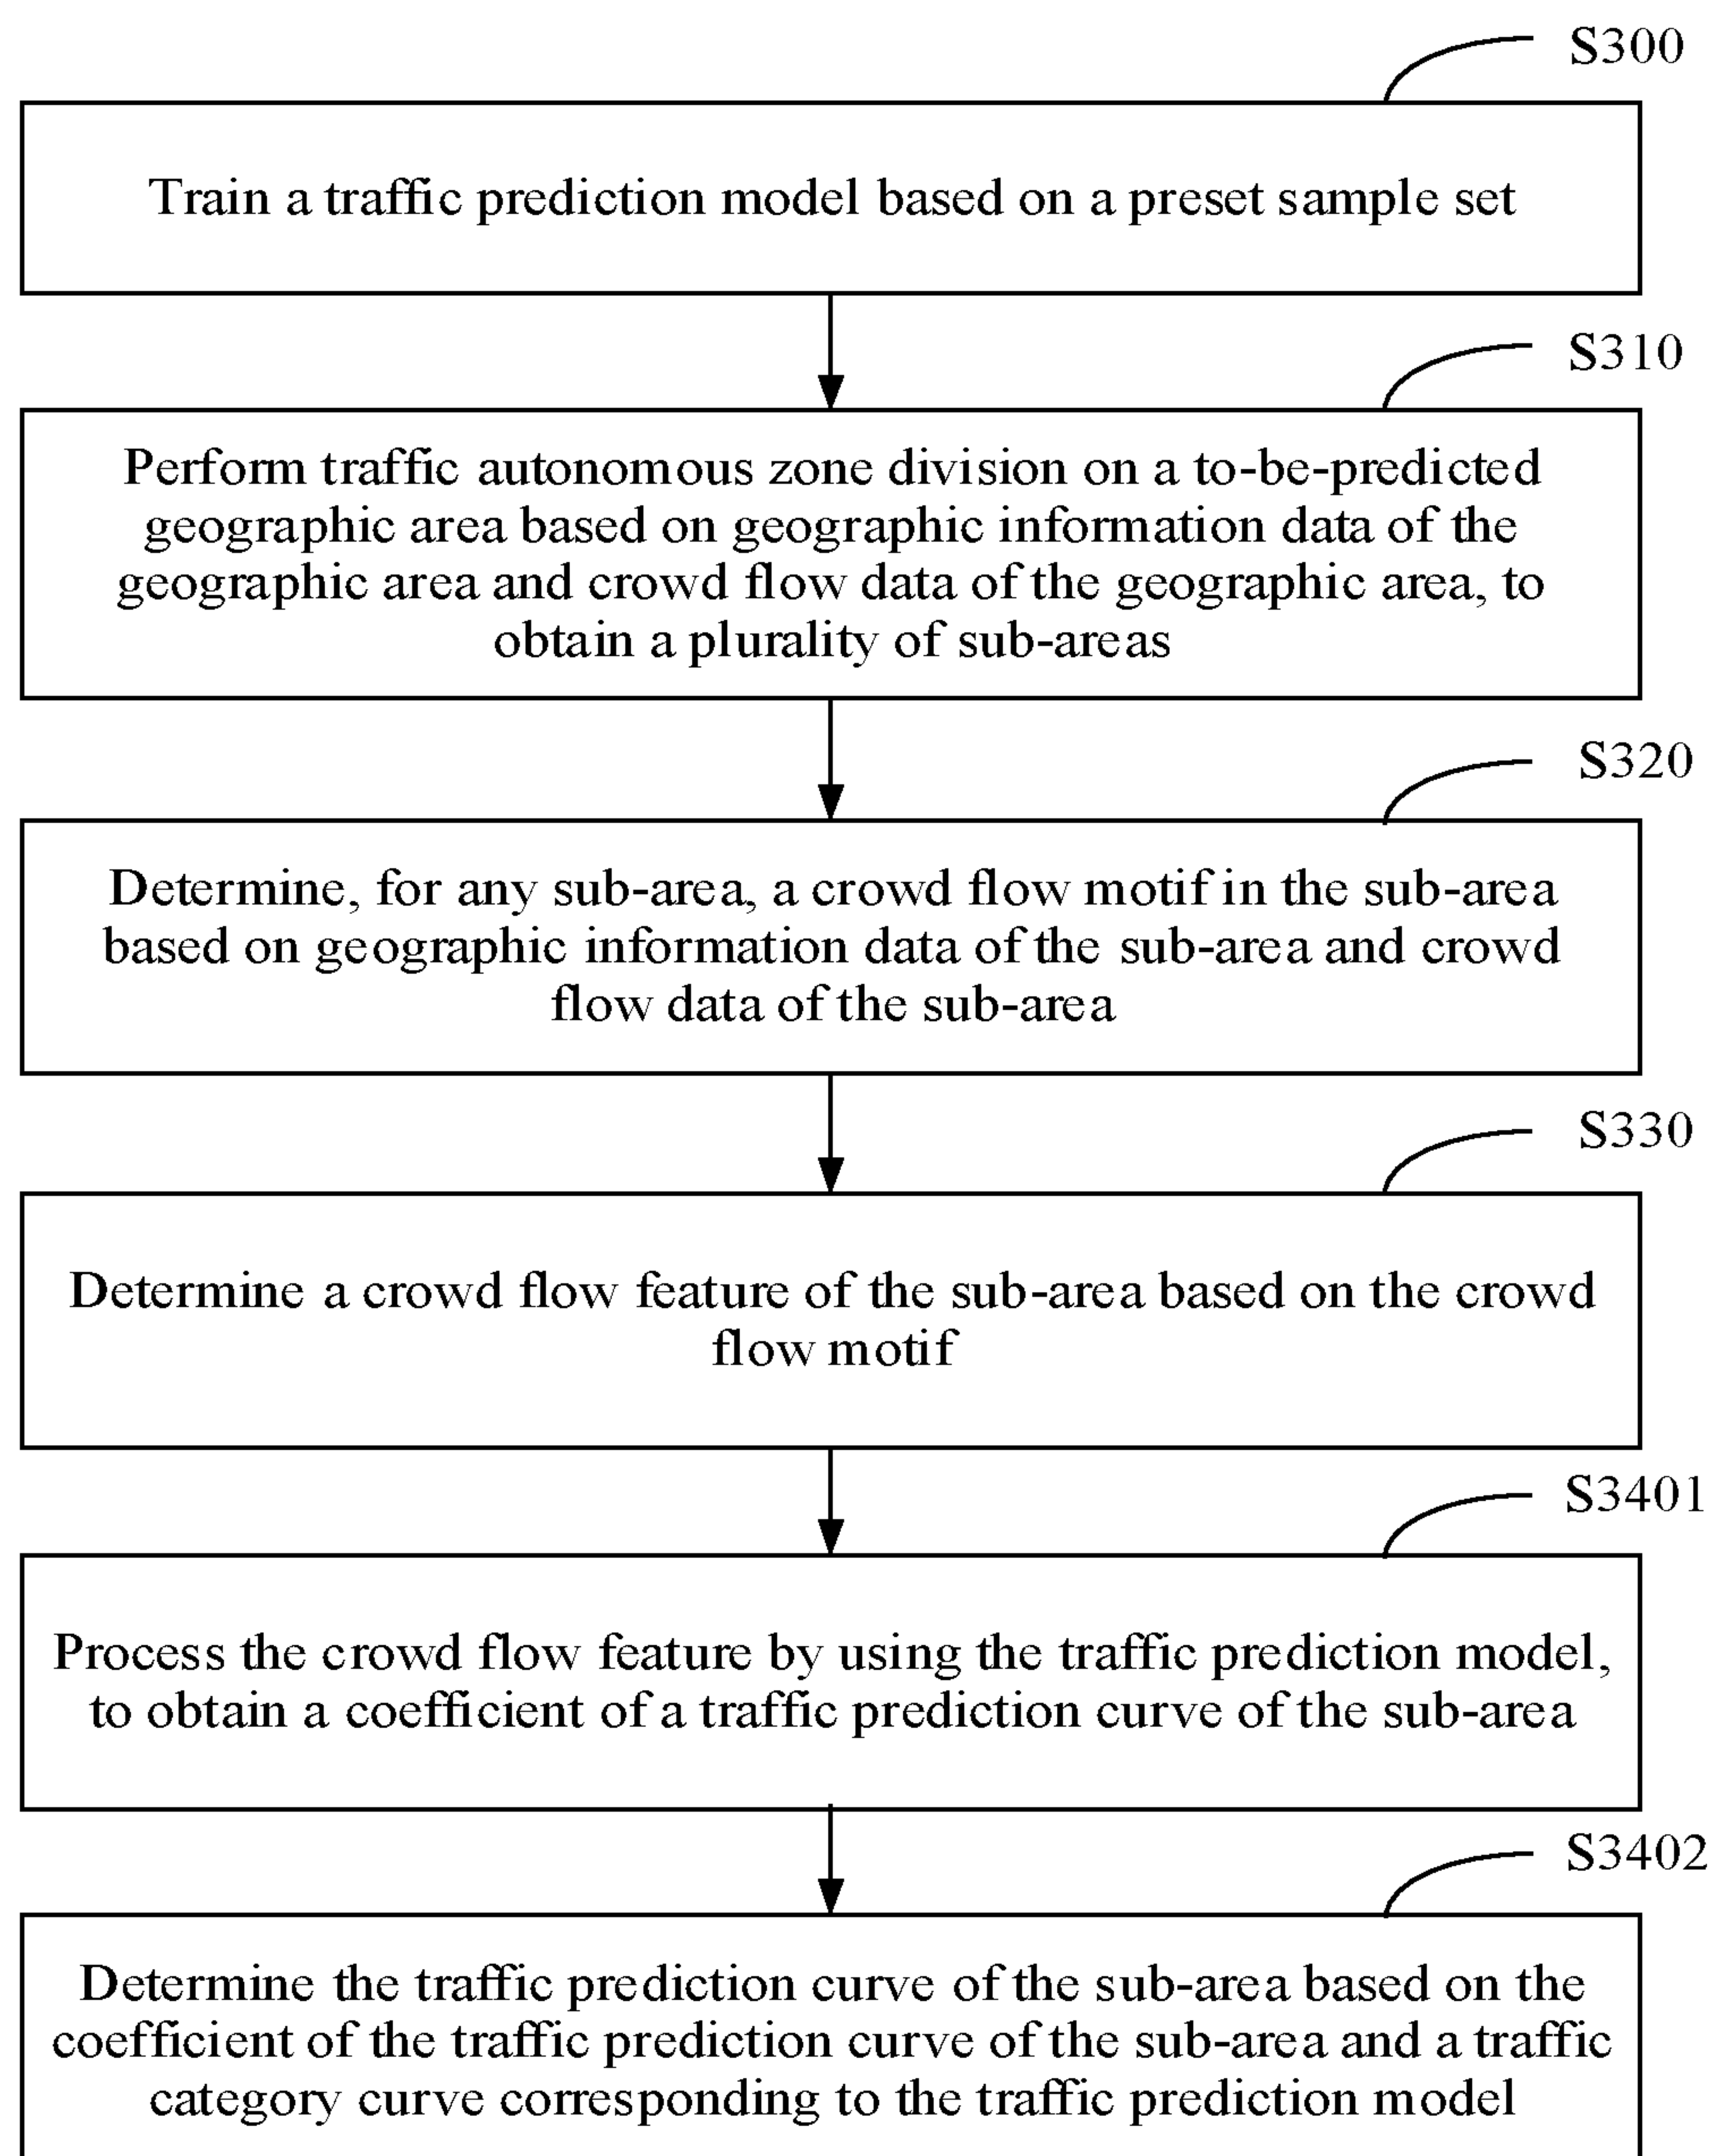 S300
Train a traffic prediction model based on a preset sample set
S310
Perform traffic autonomous zone division on a to-be-predicted
geographic area based on geographic information data of the
geographic area and crowd flow data of the geographic area, to
obtain a plurality of sub-areas
S320
Determine, for any sub-area, a crowd flow motif in the sub-area
based on geographic information data of the sub-area and crowd
flow data of the sub-area
S330
Determine a crowd flow feature of the sub-area based on the crowd
flow motif
S3401
Process the crowd flow feature by using the traffic prediction model,
to obtain a coefficient of a traffic prediction curve of the sub-area
S3402
Determine the traffic prediction curve of the sub-area based on the
coefficient of the traffic prediction curve of the sub-area and a traffic
category curve corresponding to the traffic prediction model